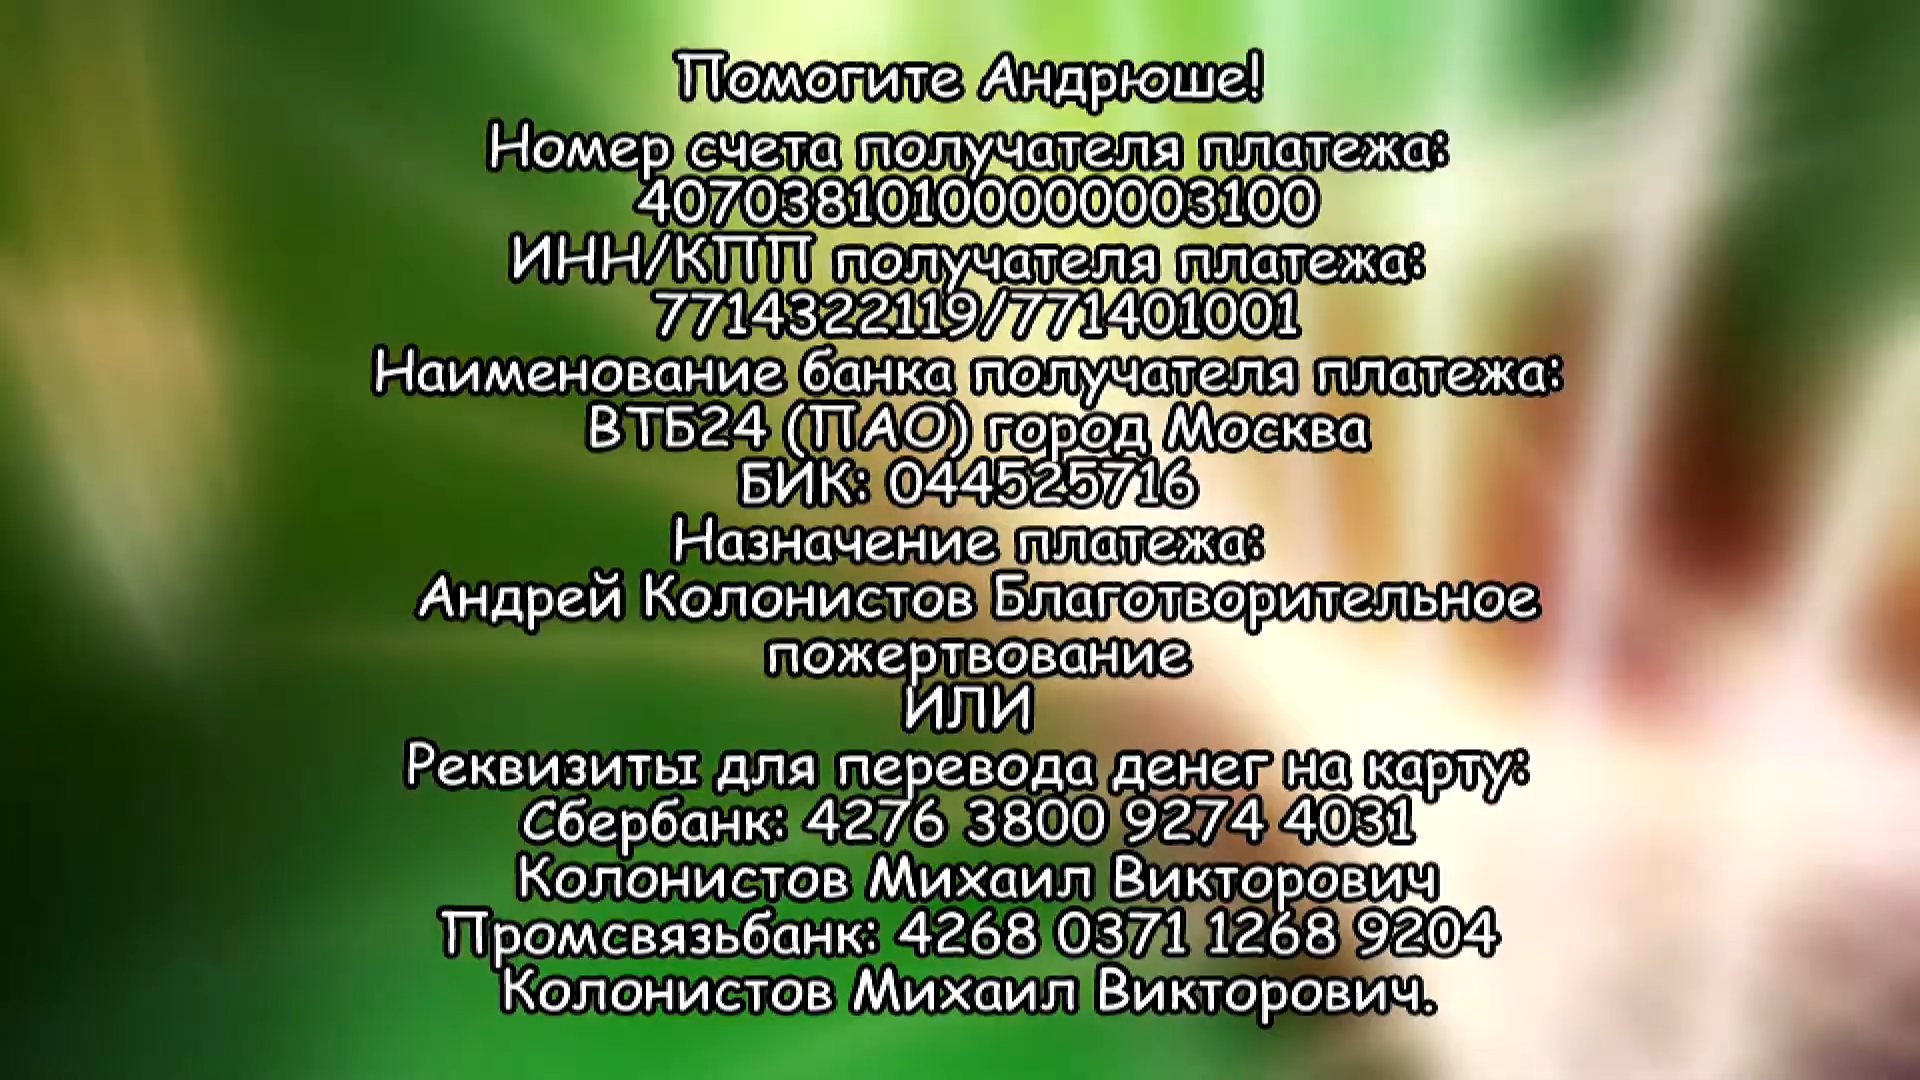 Помогите Андрюше!
Номер счета получателя платежа:
40703810100000003100
ИНН/КПП получателя платежа:
7714322119/771401001
Наименование банка получателя платежа:
ВТБ24 (ПАО) город Москва
БИК: 044525716
Назначение платежа:
Андрей Колонистов Благотворительное
пожертвование
ИЛИ
Реквизиты для перевода денег на карту:
Сбербанк: 4276 3800 9274 4031
Колонистов Михаил Викторович
Промсвязьбанк: 4268 0371 1268 9204
Колонистов Михаил Викторович.